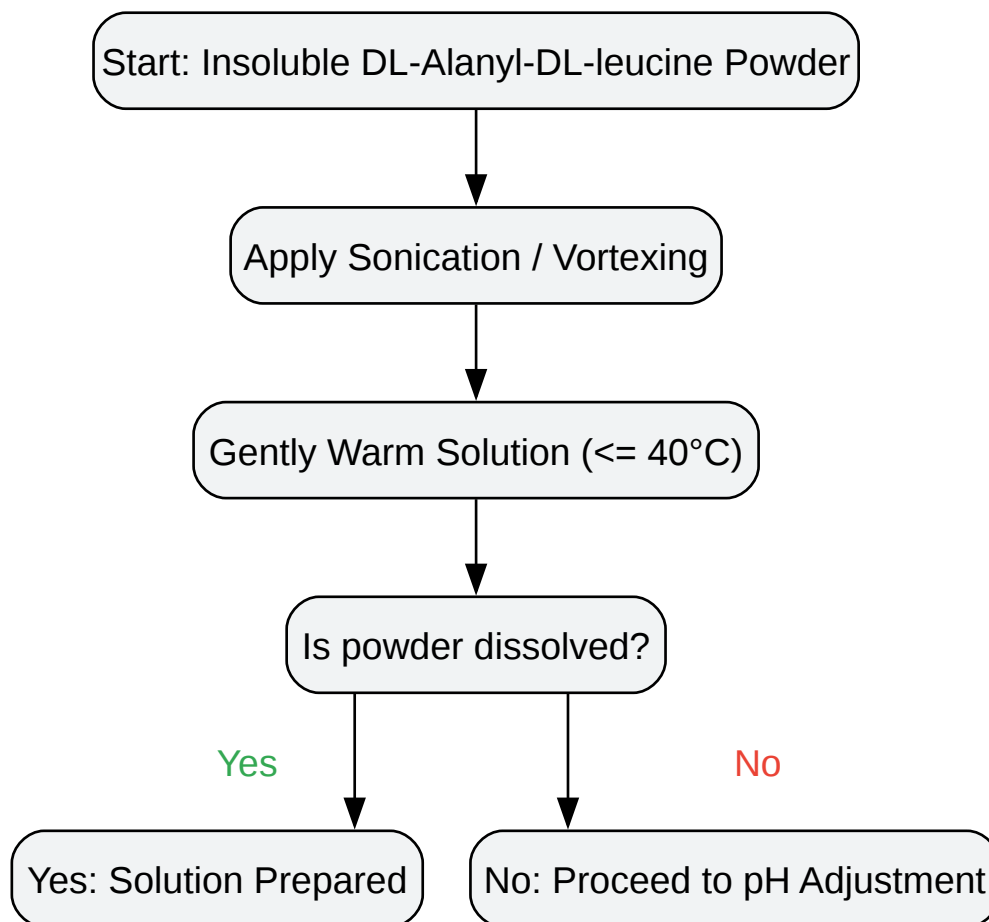 Start: Insoluble DL-Alanyl-DL-leucine Powder
Apply Sonication / Vortexing
Gently Warm Solution (<= 40°C)
Is powder dissolved?
Yes
No
Yes: Solution Prepared
No: Proceed to pH Adjustment